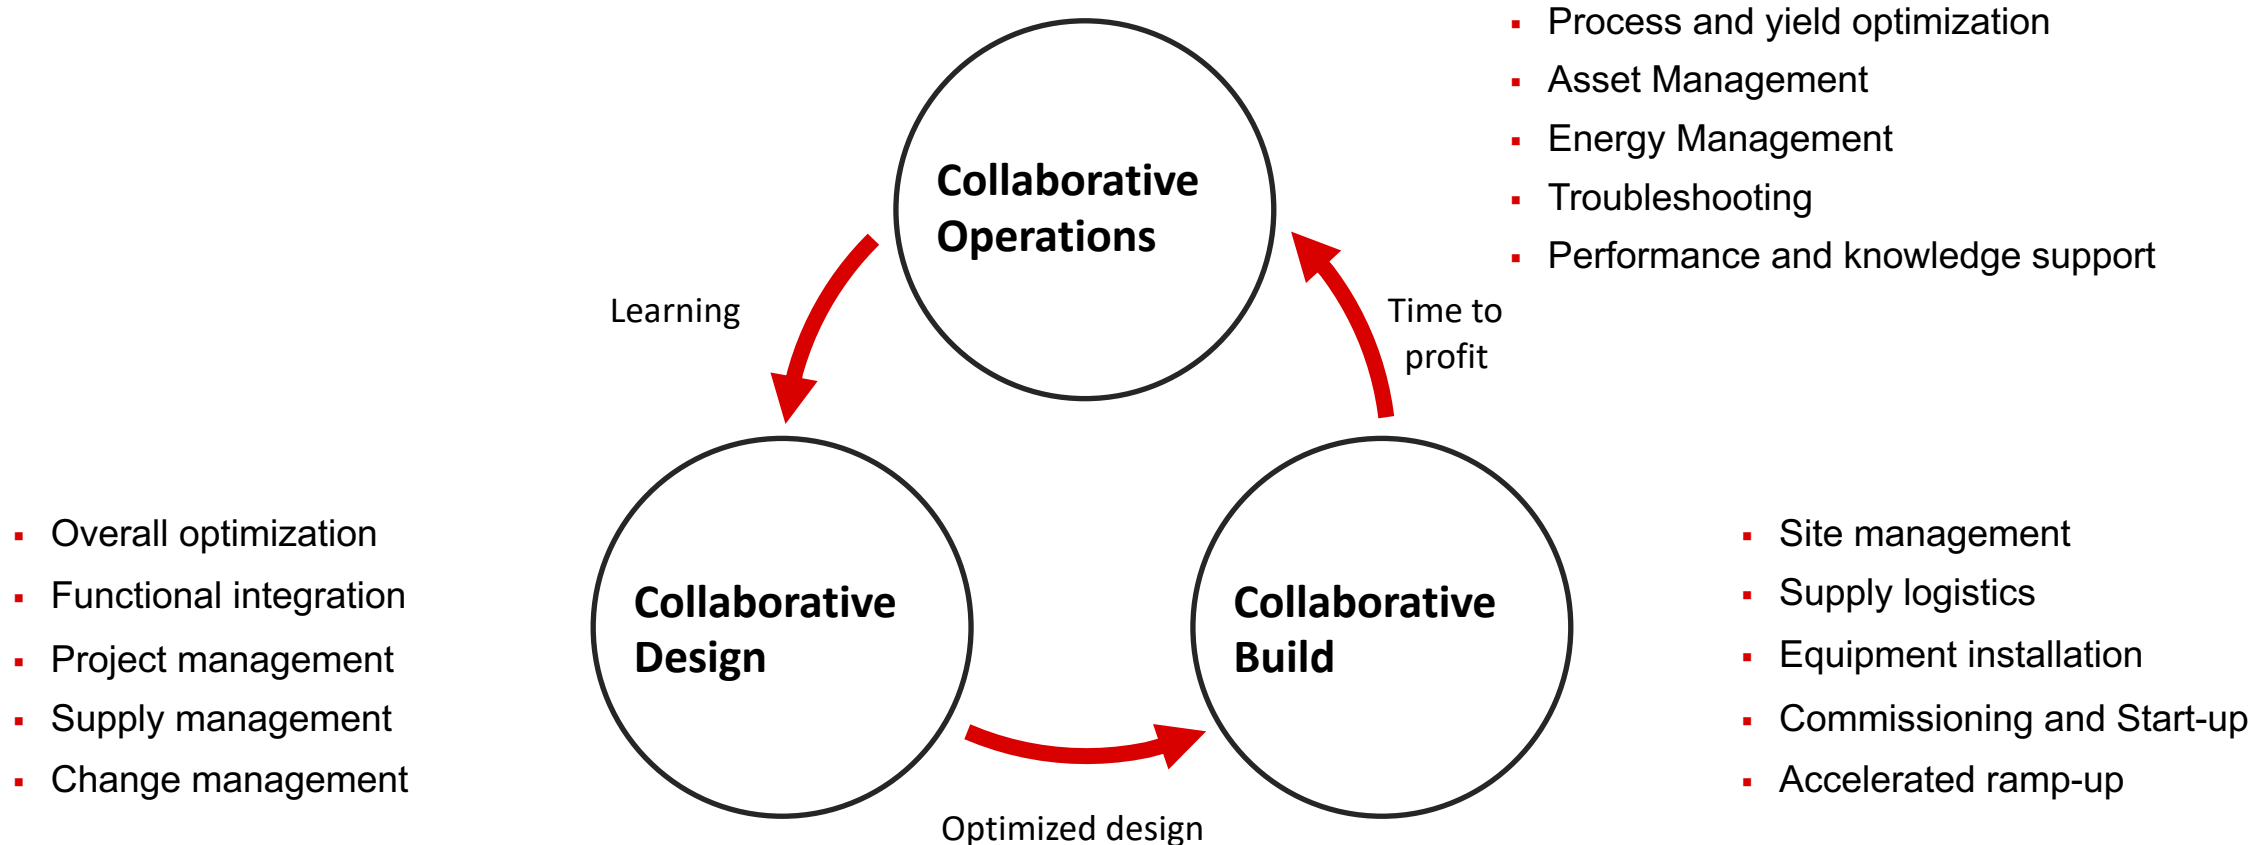 Process and yield optimization
Asset Management
Energy Management
Troubleshooting
Performance and knowledge support
Collaborative
Operations
Learning
Time to
profit
Overall optimization
Functional integration
Project management
Supply management
Change management
Collaborative
Design
Collaborative
Build
Site management
Supply logistics
Equipment installation
Commissioning and Start-up
Accelerated ramp-up
Optimized design